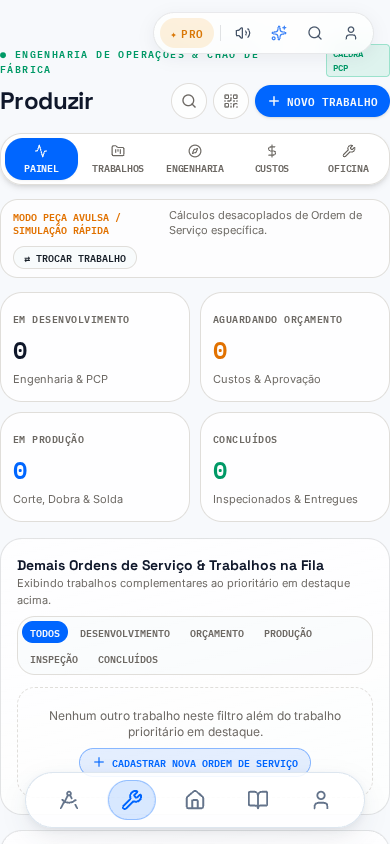 ✦ PRO
● ENGENHARIA DE OPERAÇÕES & CHÃO DE
FÁBRICA
PCP
Produzir
NOVO TRABALHO
PAINEL
TRABALHOS
ENGENHARIA
CUSTOS
OFICINA
MODO PEÇA AVULSA /
SIMULAÇÃO RÁPIDA
Cálculos desacoplados de Ordem de
Serviço específica.
⇄ TROCAR TRABALHO
EM DESENVOLVIMENTO
0
Engenharia & PCP
AGUARDANDO ORÇAMENTO
0
Custos & Aprovação
EM PRODUÇÃO
0
Corte, Dobra & Solda
CONCLUÍDOS
0
Inspecionados & Entregues
Demais Ordens de Serviço & Trabalhos na Fila
Exibindo trabalhos complementares ao prioritário em destaque
acima.
TODOS DESENVOLVIMENTO ORÇAMENTO PRODUÇÃO
INSPEÇÃO CONCLUÍDOS
Nenhum outro trabalho neste filtro além do trabalho
prioritário em destaque.
CADASTRAR NOVA ORDEM DE SERVIÇO